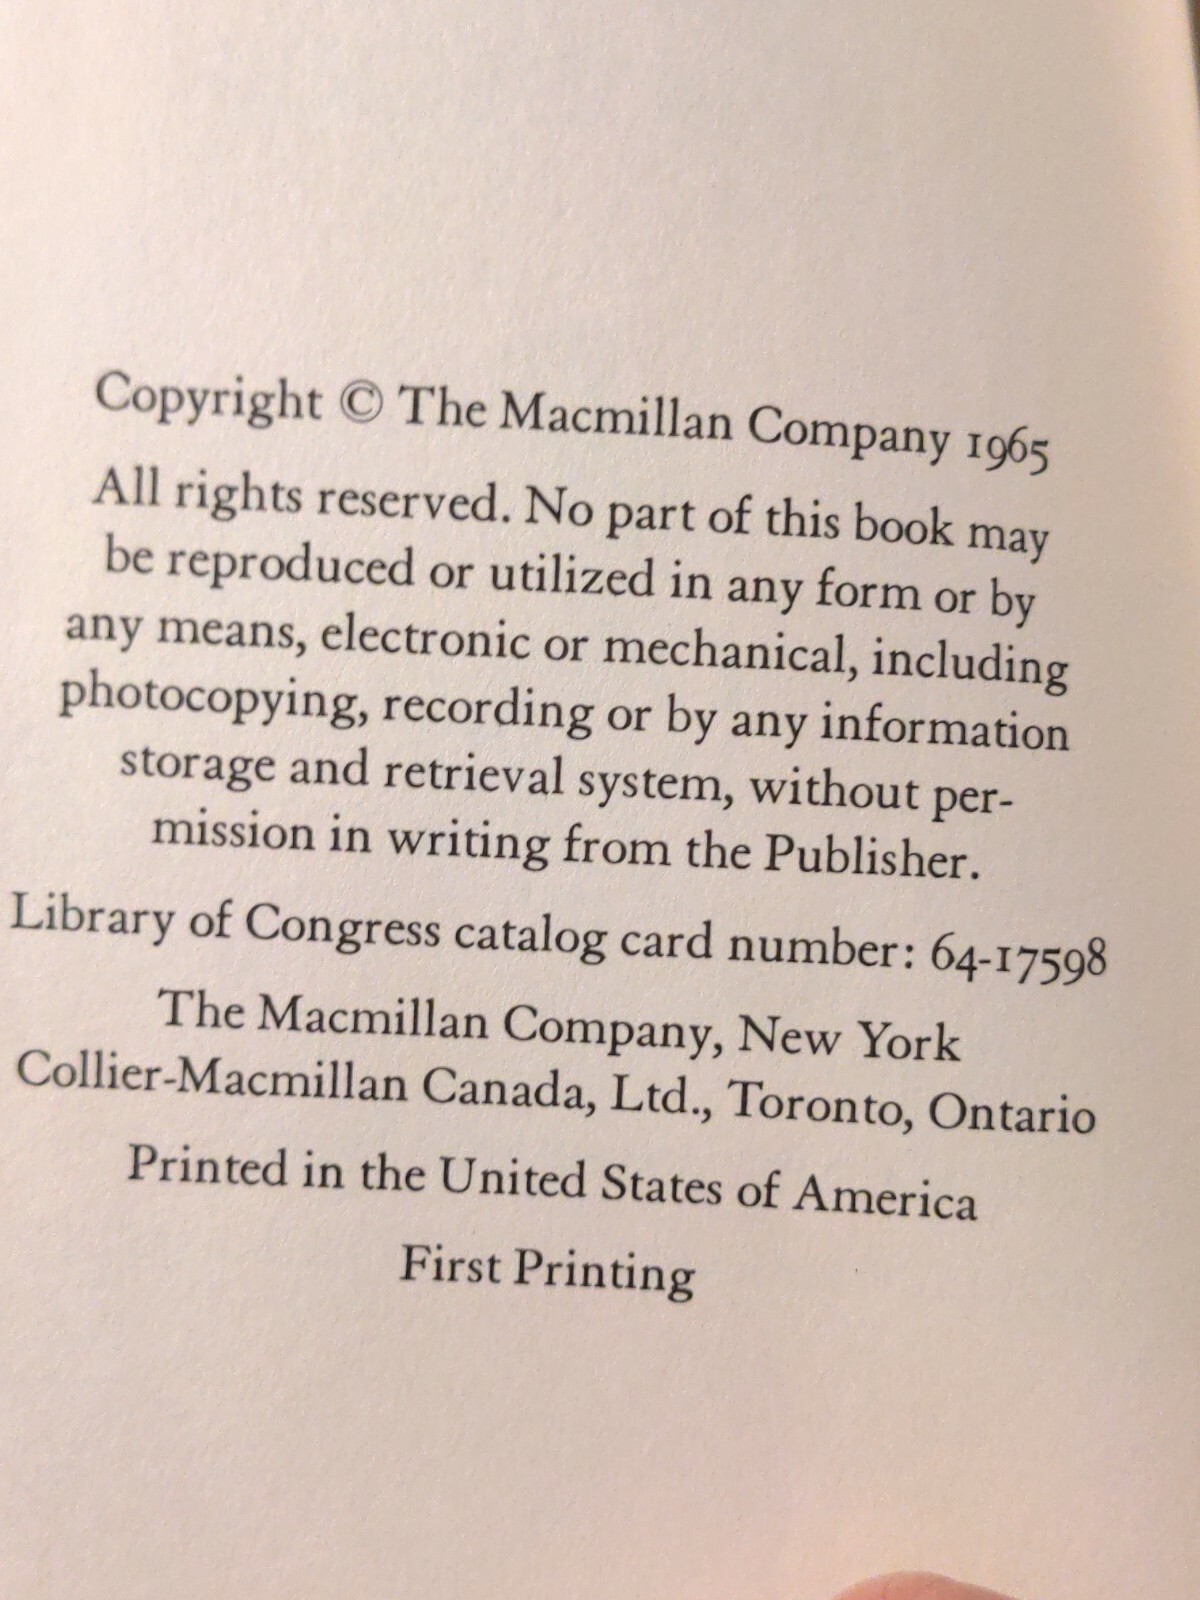 Copyright © The Macmillan Company 1965
All rights reserved. No part of this book may
be reproduced or utilized in any form or by
any means, electronic or mechanical, including
photocopying, recording or by any information
storage and retrieval system, without per-
mission in writing from the Publisher.
Library of Congress catalog card number: 64-17598
The Macmillan Company, New York
Collier-Macmillan Canada, Ltd., Toronto, Ontario
Printed in the United States of America
First Printing